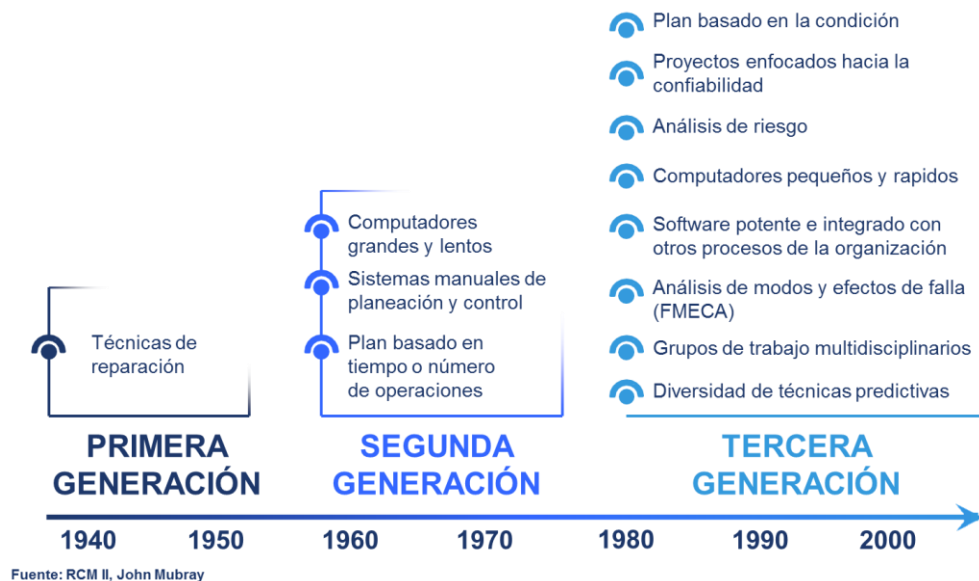 Técnicas de
reparación
PRIMERA
GENERACIÓN
Computadores
grandes y lentos
Sistemas manuales de
planeación y control
Plan basado en
tiempo o número
de operaciones
SEGUNDA
GENERACIÓN
Plan basado en la condición
Proyectos enfocados hacia la
confiabilidad
Análisis de riesgo
Computadores pequeños y rapidos
Software potente e integrado con
otros procesos de la organización
Análisis de modos y efectos de falla
(FMECA)
Grupos de trabajo multidisciplinarios
Diversidad de técnicas predictivas
TERCERA
GENERACIÓN
1940 1950 1960 1970 1980 1990 2000
Fuente: RCM II, John Mubray